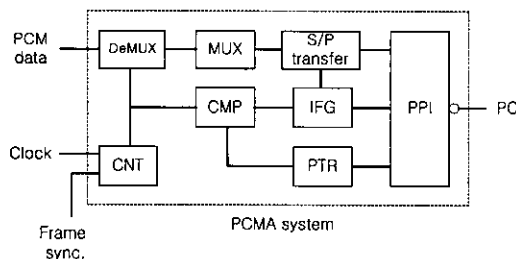 PCM
data
DeMUX
MUX
S/P
transfer
CMP
IFG
PPI
PC
Clock
CNT
PTR
Frame
sync.
PCMA system